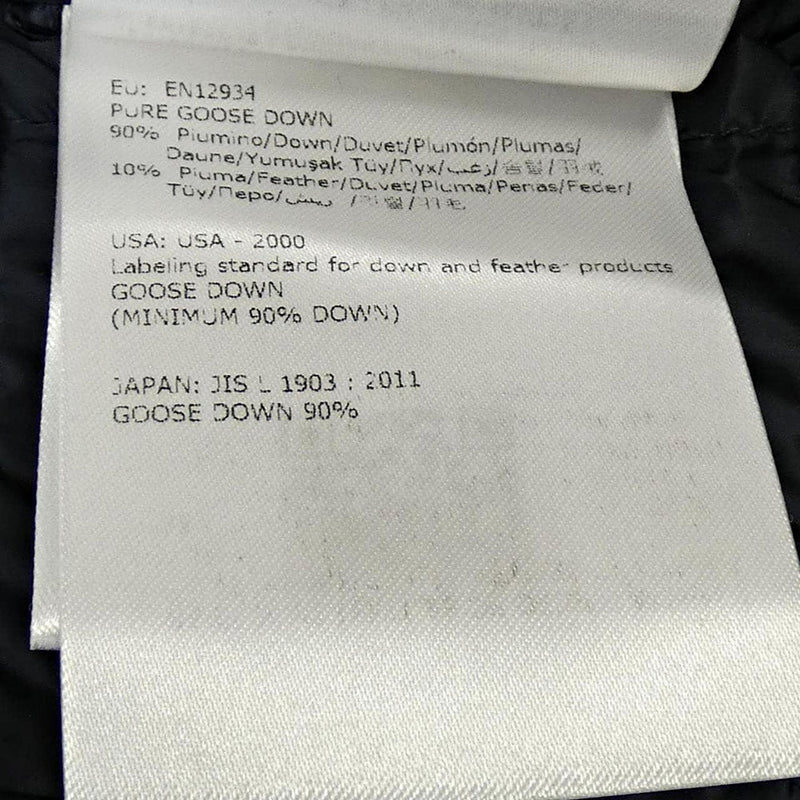 EU: EN12934
PURE GOOSE DOWN
90% Piumino/Down/Duvet/Plumón/Plumas/
Daune/Yumuşak Tüy/Пух/زغب/
10% Piuma/Feather/Duvet/Pluma/Penas/Feder/
Tüy/Перо/ريش
USA: USA - 2000
Labeling standard for down and feather products
GOOSE DOWN
(MINIMUM 90% DOWN)
JAPAN: JIS L 1903 : 2011
GOOSE DOWN 90%